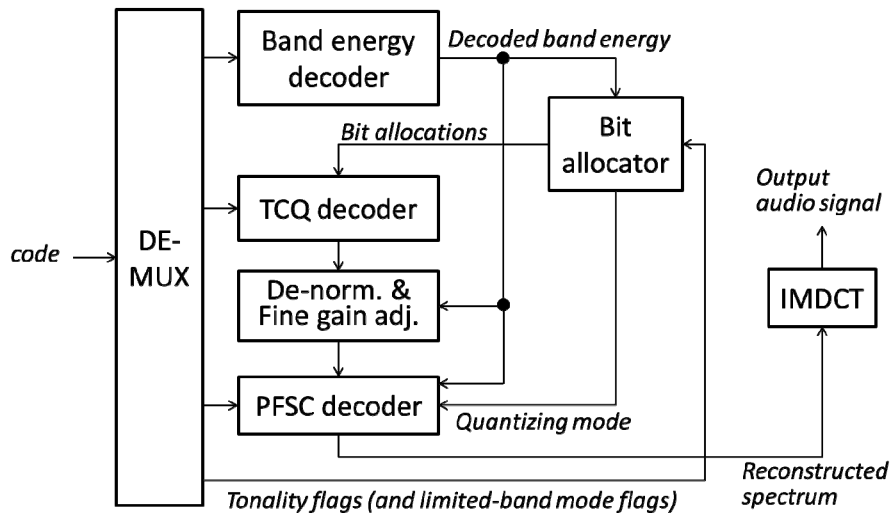 Band energy
decoder
Decoded band energy
Bit allocations
Bit
allocator
TCQ decoder
Output
audio signal
code
DE-
MUX
De-norm. &
Fine gain adj.
IMDCT
PFSC decoder
Quantizing mode
Reconstructed
spectrum
Tonality flags (and limited-band mode flags)